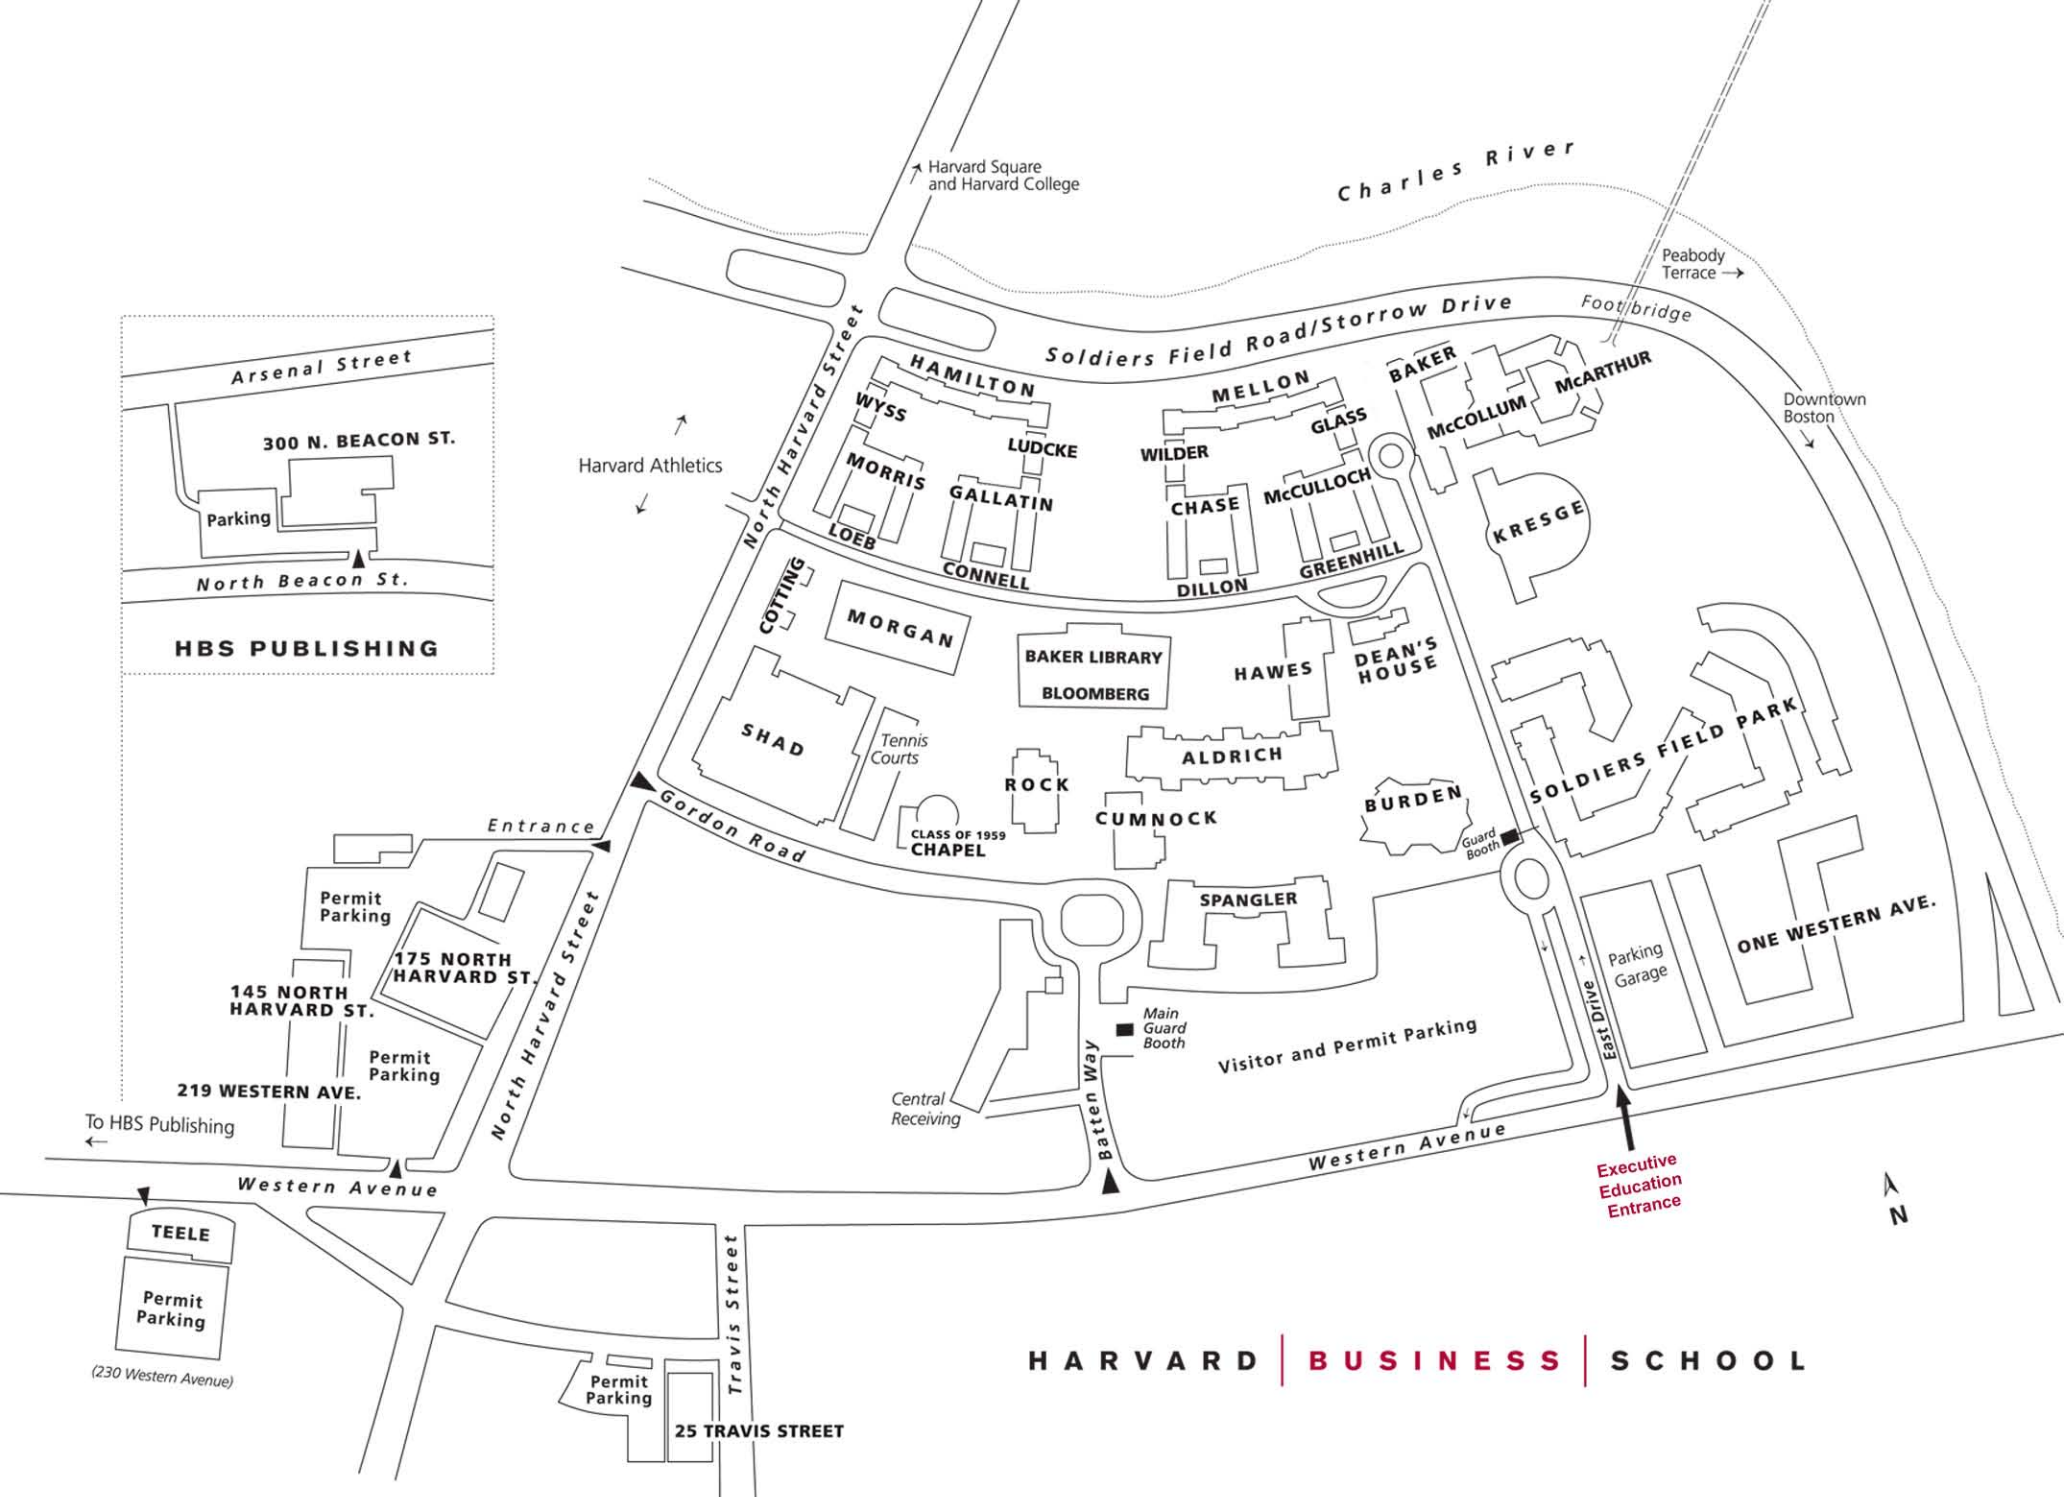 Harvard Square
and Harvard College
Charles River
Peabody
Terrace
Footbridge
Soldiers Field Road/Storrow Drive
Downtown
Boston
Harvard Athletics
North Harvard Street
HAMILTON
WYSS
LUDCKE
MORRIS
GALLATIN
LOEB
CONNELL
MELLON
GLASS
WILDER
CHASE
McCULLOCH
DILLON
GREENHILL
BAKER
McCOLLUM
McARTHUR
KRESGE
Arsenal Street
300 N. BEACON ST.
Parking
North Beacon St.
HBS PUBLISHING
COTTING
MORGAN
BAKER LIBRARY
BLOOMBERG
HAWES
DEAN'S
HOUSE
SHAD
Tennis
Courts
ROCK
ALDRICH
CUMNOCK
CLASS OF 1959
CHAPEL
BURDEN
Guard
Booth
SOLDIERS FIELD PARK
Gordon Road
Entrance
SPANGLER
Permit
Parking
175 NORTH
HARVARD ST.
145 NORTH
HARVARD ST.
Permit
Parking
219 WESTERN AVE.
North Harvard Street
To HBS Publishing
Main
Guard
Booth
Central
Receiving
Batten Way
Visitor and Permit Parking
East Drive
Parking
Garage
ONE WESTERN AVE.
Western Avenue
Western Avenue
Executive
Education
Entrance
N
TEELE
Permit
Parking
(230 Western Avenue)
Travis Street
Permit
Parking
25 TRAVIS STREET
HARVARD BUSINESS SCHOOL